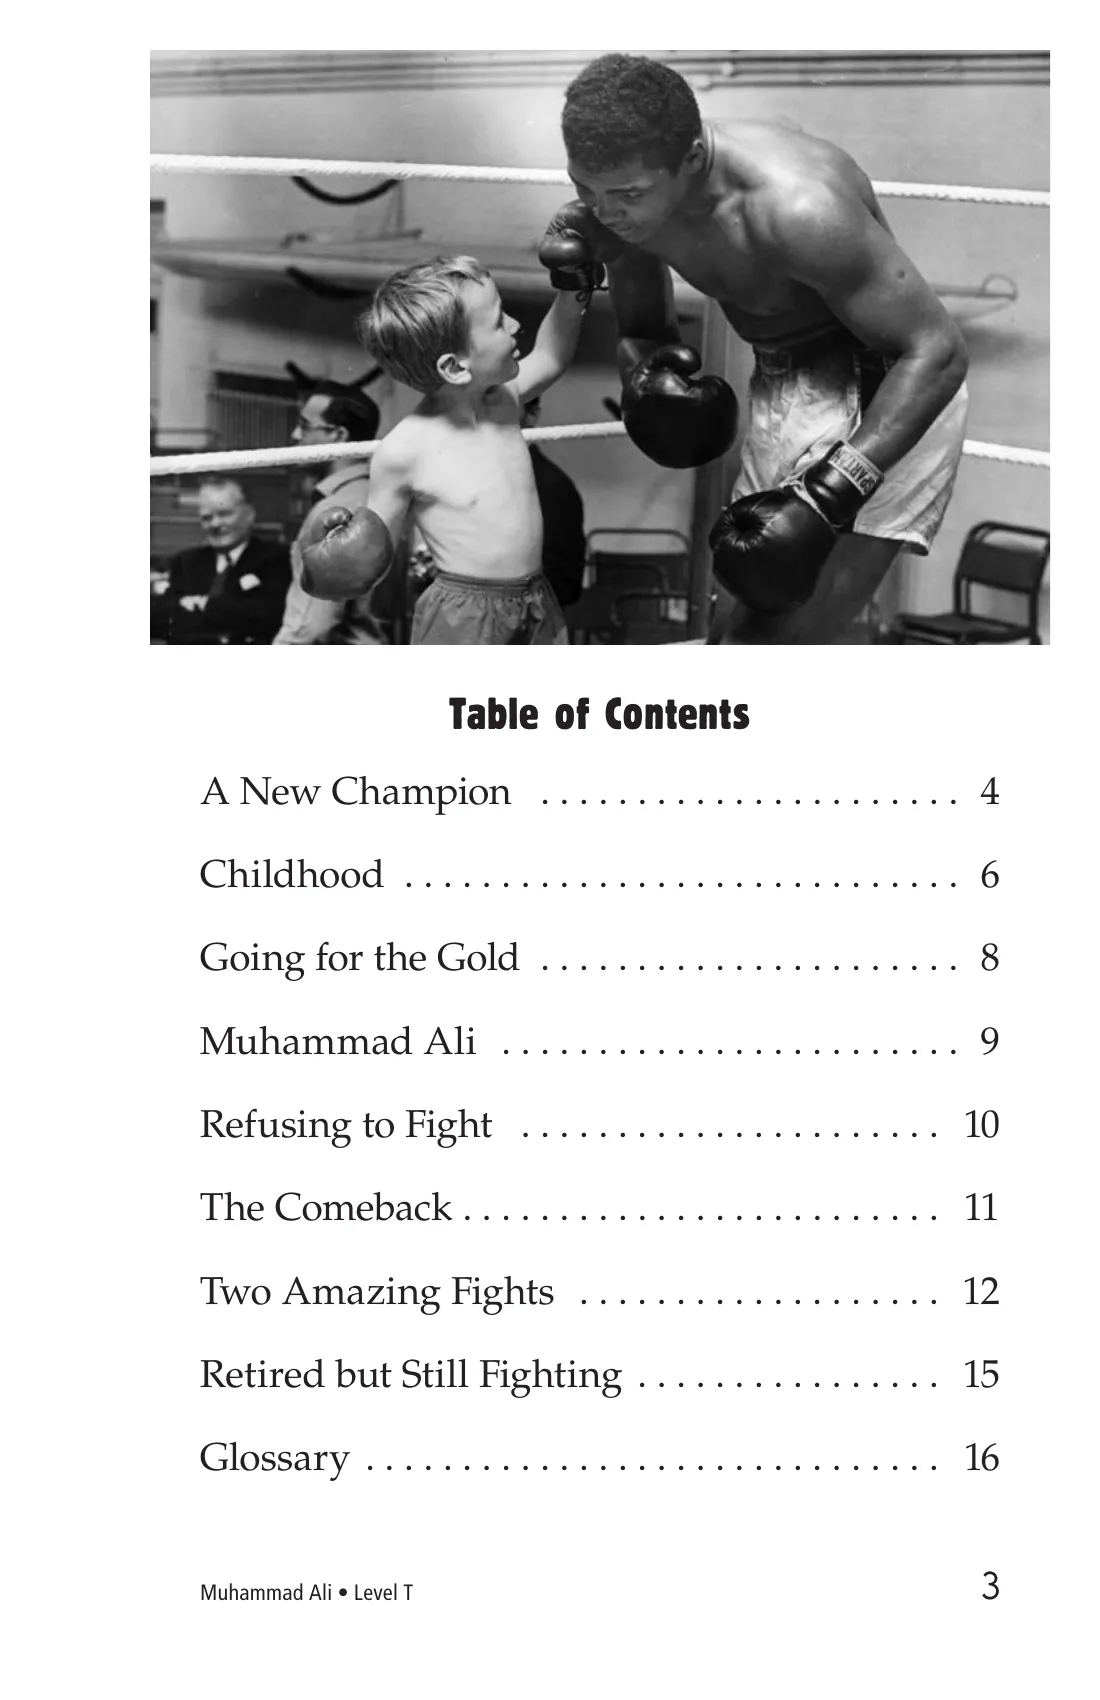 Table of Contents
A New Champion . . . . . . . . . . . . . . . . . . . . . . 4
Childhood . . . . . . . . . . . . . . . . . . . . . . . . . . . . . 6
Going for the Gold . . . . . . . . . . . . . . . . . . . . . . 8
Muhammad Ali . . . . . . . . . . . . . . . . . . . . . . . . 9
Refusing to Fight . . . . . . . . . . . . . . . . . . . . . . 10
The Comeback . . . . . . . . . . . . . . . . . . . . . . . . . 11
Two Amazing Fights . . . . . . . . . . . . . . . . . . . 12
Retired but Still Fighting . . . . . . . . . . . . . . . . 15
Glossary . . . . . . . . . . . . . . . . . . . . . . . . . . . . . . 16
Muhammad Ali • Level T 3